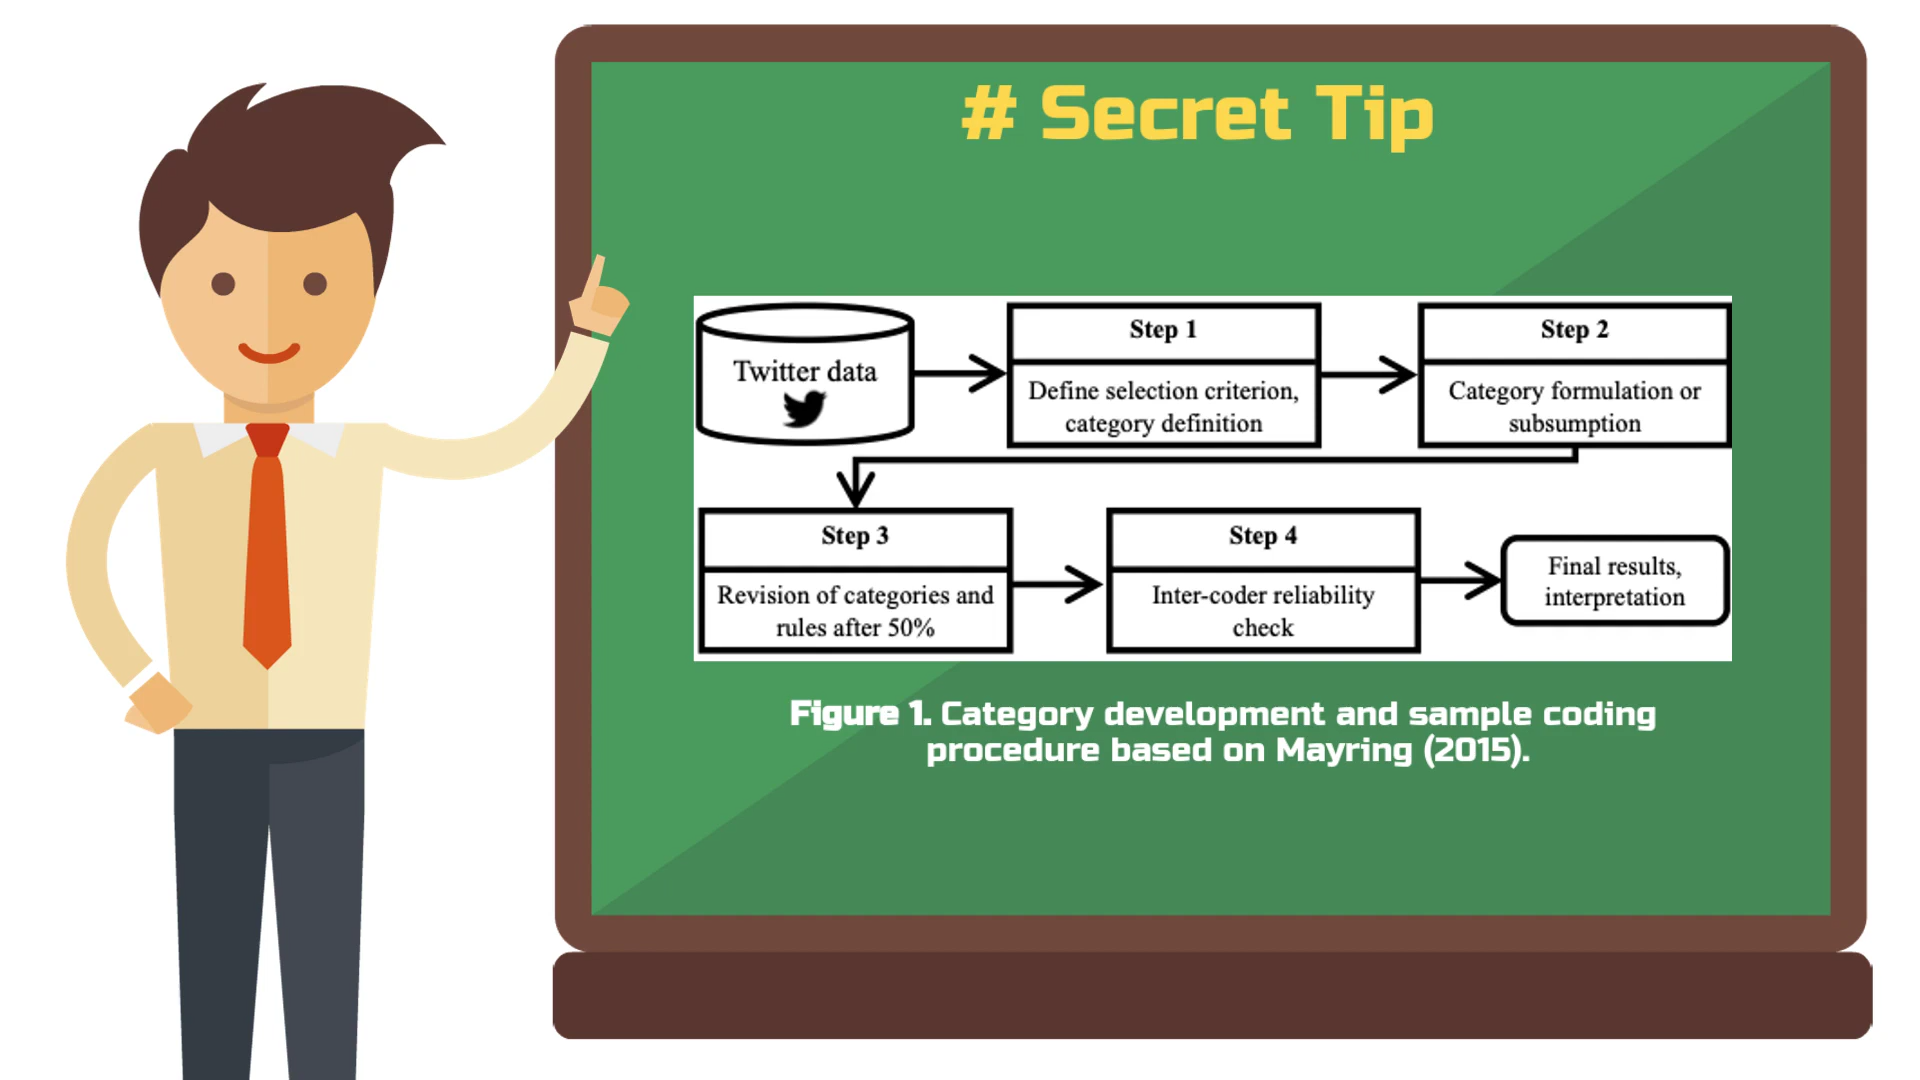 # Secret Tip
Twitter data
Step 1
Define selection criterion,
category definition
Step 2
Category formulation or
subsumption
Step 3
Revision of categories and
rules after 50%
Step 4
Inter-coder reliability
check
Final results,
interpretation
Figure 1. Category development and sample coding
procedure based on Mayring (2015).